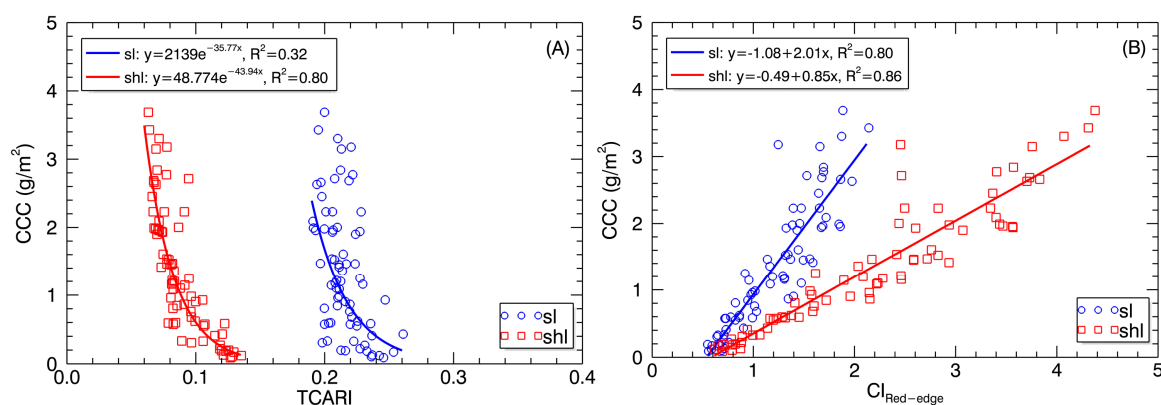 (A)
sl: y=2139e−35.77x, R2=0.32
shl: y=48.774e−43.94x, R2=0.80
CCC (g/m2)
5
4
3
2
1
0
sl
shl
0.0 0.1 0.2 0.3 0.4
TCARI
(B)
sl: y=-1.08+2.01x, R2=0.80
shl: y=-0.49+0.85x, R2=0.86
CCC (g/m2)
5
4
3
2
1
0
sl
shl
0 1 2 3 4 5
CIRed−edge